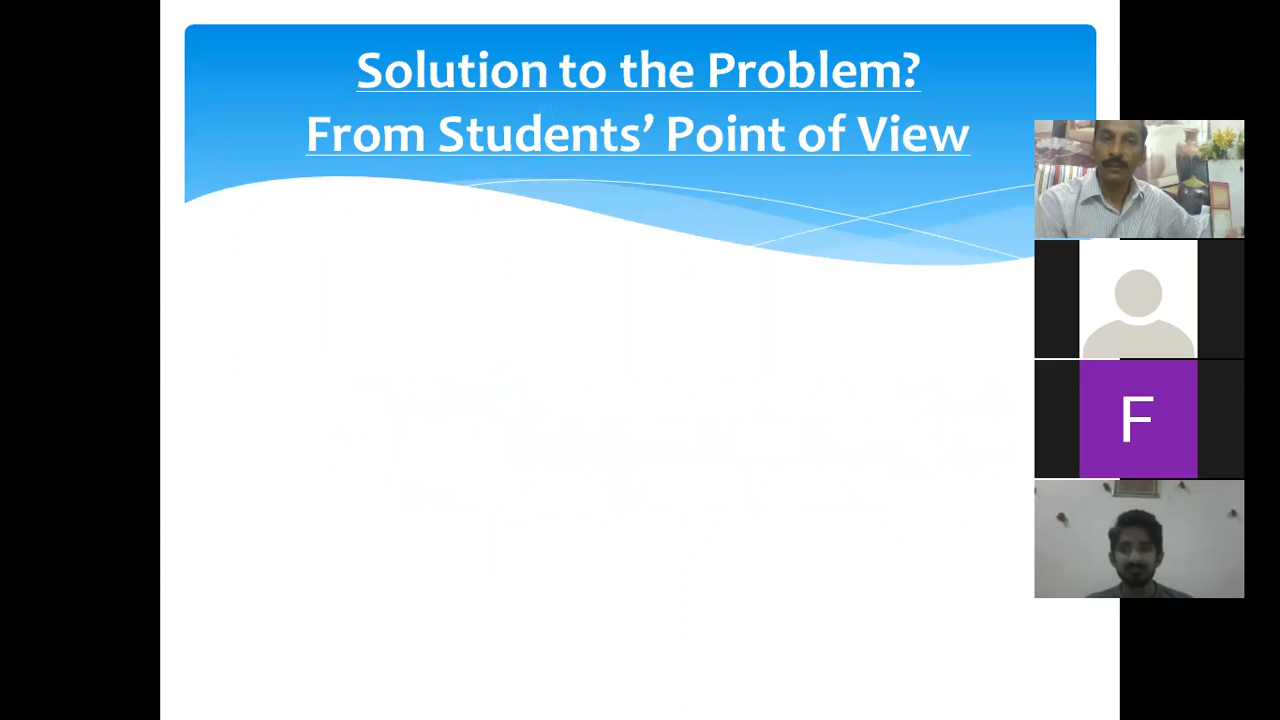 Solution to the Problem?
From Students’ Point of View
F